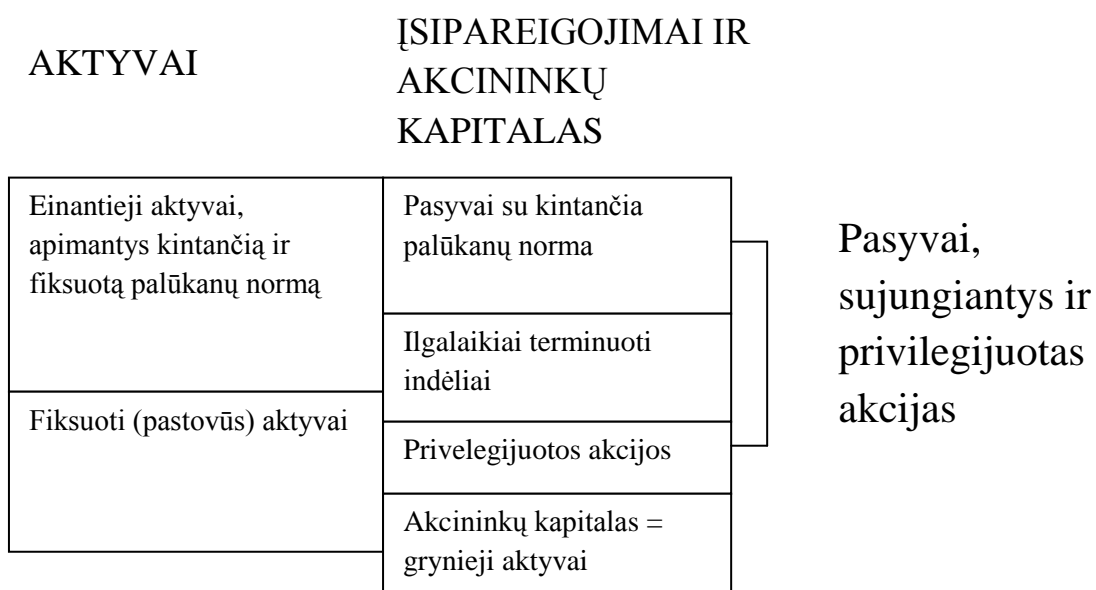 AKTYVAI
ĮSIPAREIGOJIMAI IR
AKCININKŲ
KAPITALAS
Einantieji aktyvai,
apimantys kintančią ir
fiksuotą palūkanų normą
Fiksuoti (pastovūs) aktyvai
Pasyvai su kintančia
palūkanų norma
Ilgalaikiai terminuoti
indėliai
Privelegijuotos akcijos
Akcininkų kapitalas =
grynieji aktyvai
Pasyvai,
sujungiantys ir
privilegijuotas
akcijas